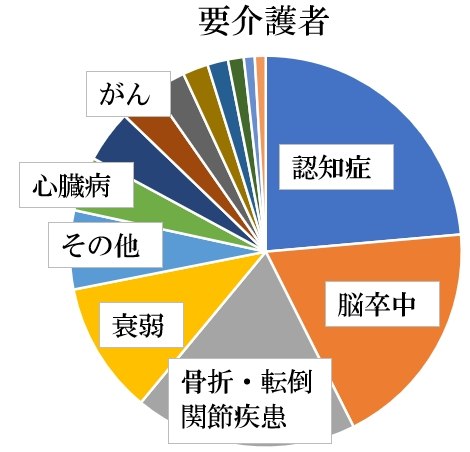 要介護者
がん
認知症
心臓病
その他
脳卒中
衰弱
骨折・転倒
関節疾患